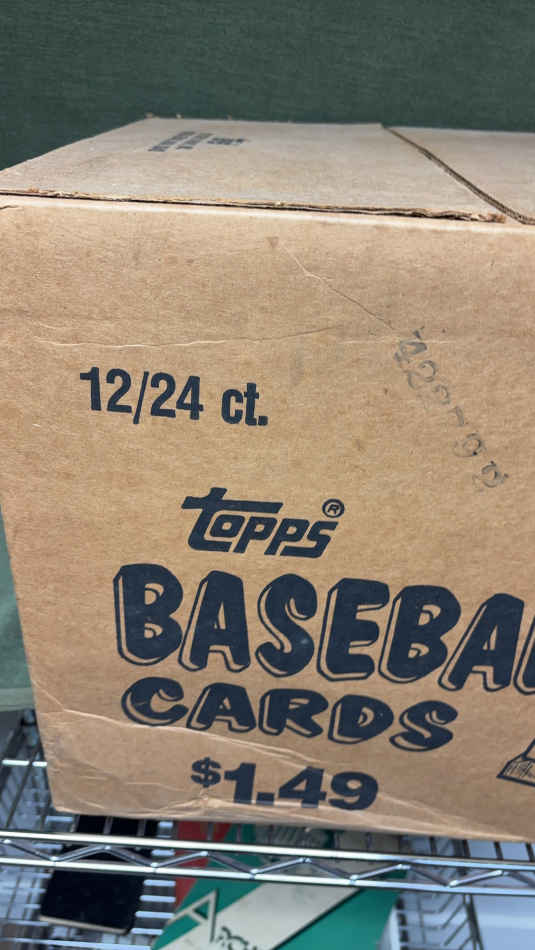 12/24 ct.
topps®
BASEBA
CARDS
$1.49